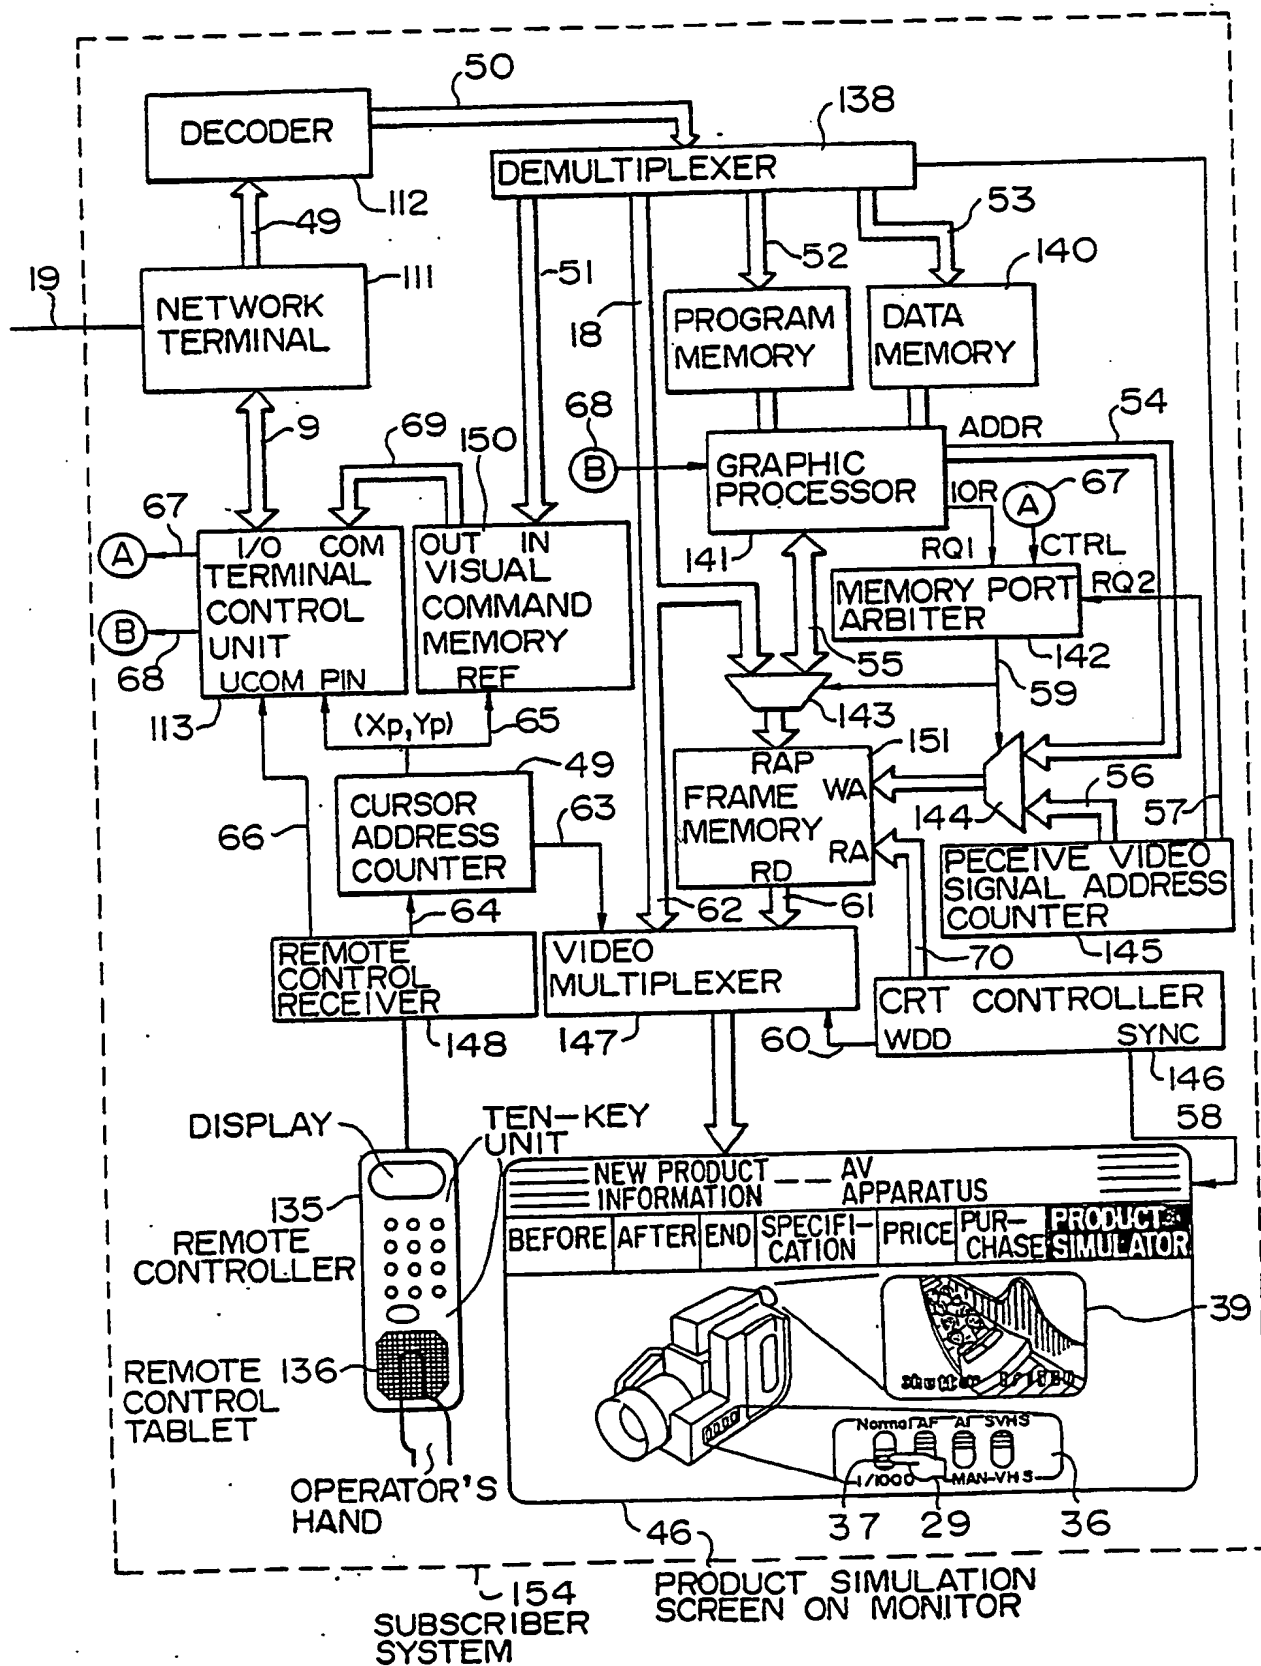 50
DECODER
138
DEMULTIPLEXER
112
49
53
52
51
140
19
111
NETWORK
TERMINAL
18
PROGRAM
MEMORY
DATA
MEMORY
9
69
150
68
B
ADDR
54
GRAPHIC
PROCESSOR
IOR
A
67
67
A
I/O COM
TERMINAL
CONTROL
UNIT
UCOM PIN
OUT IN
VISUAL
COMMAND
MEMORY
REF
141
RQ1
CTRL
MEMORY PORT
ARBITER
RQ2
B
68
55
142
59
113
(Xp,Yp)
65
143
151
49
RAP
FRAME
MEMORY
WA
RA
RD
56
144
57
CURSOR
ADDRESS
COUNTER
63
66
PECEIVE VIDEO
SIGNAL ADDRESS
COUNTER
64
62
61
145
REMOTE
CONTROL
RECEIVER
VIDEO
MULTIPLEXER
70
CRT CONTROLLER
WDD SYNC
148
147
60
146
58
DISPLAY
TEN-KEY
UNIT
135
NEW PRODUCT
INFORMATION
AV
APPARATUS
REMOTE
CONTROLLER
BEFORE
AFTER
END
SPECIFI-
CATION
PRICE
PUR-
CHASE
PRODUCT
SIMULATOR
39
136
REMOTE
CONTROL
TABLET
Shutter
Normal AF AI SVHS
1/1000 MAN-VHS
OPERATOR'S
HAND
37 29 36
46
154
SUBSCRIBER
SYSTEM
PRODUCT SIMULATION
SCREEN ON MONITOR